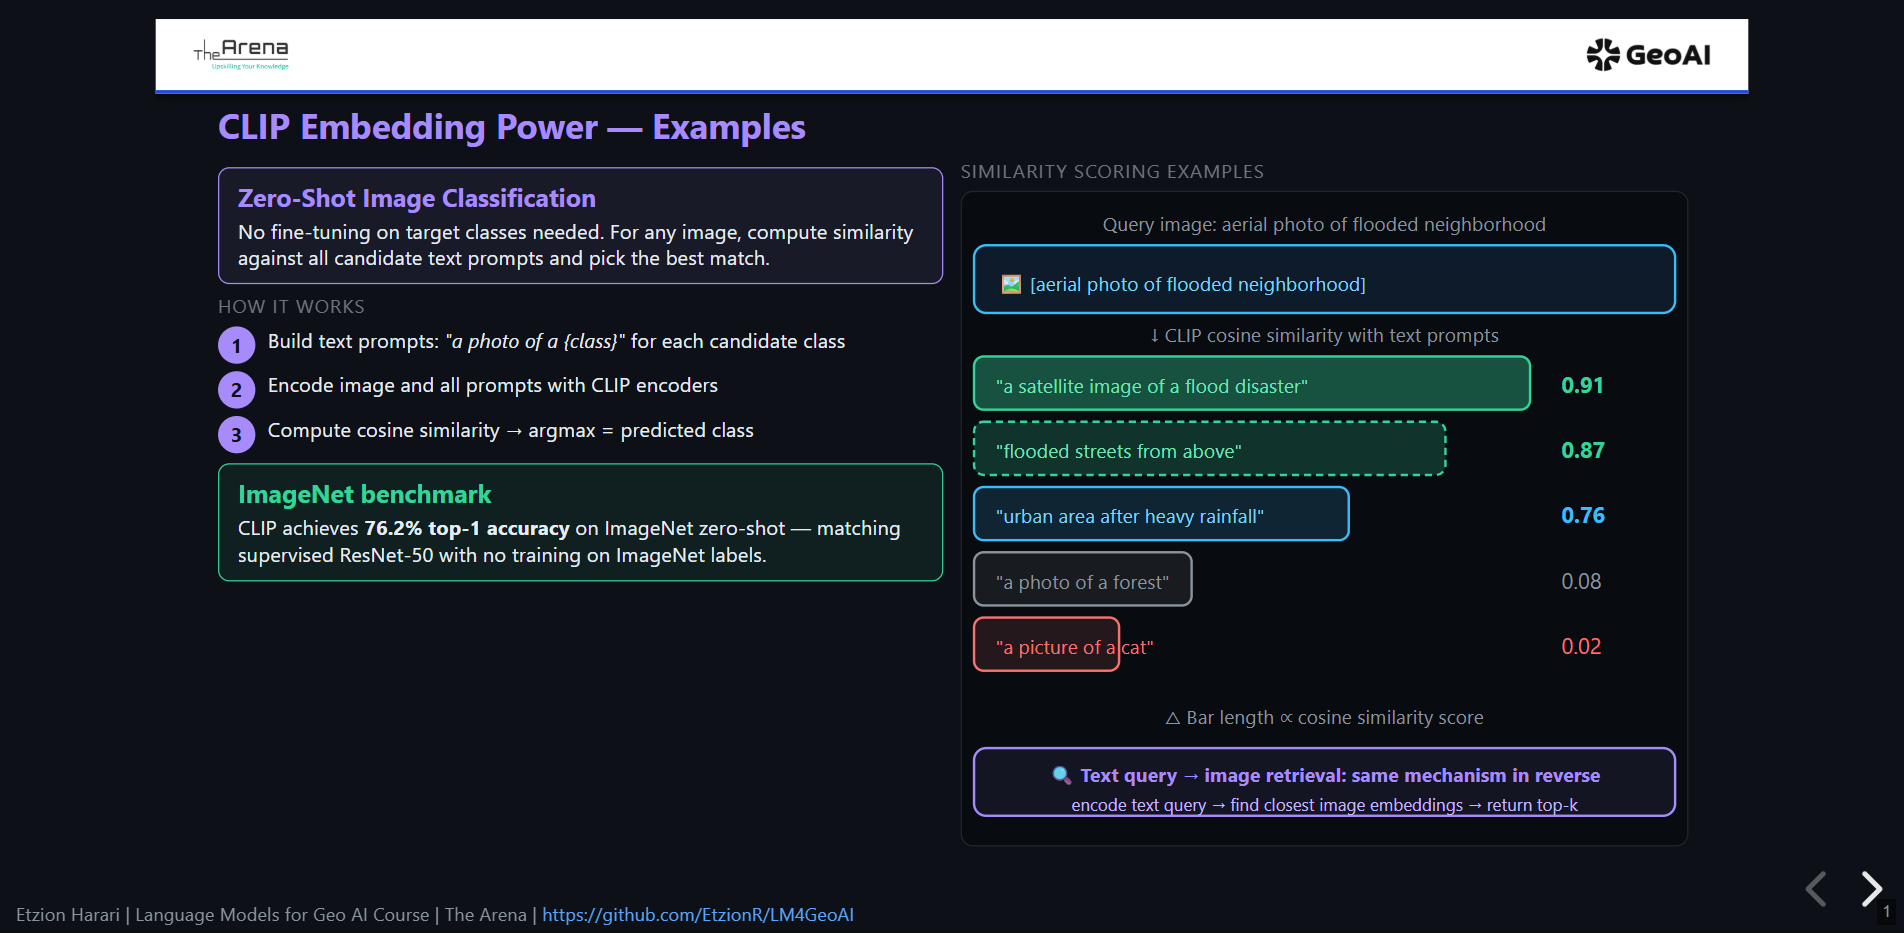 The Arena
Upskilling Your Knowledge
GeoAI
CLIP Embedding Power — Examples
Zero-Shot Image Classification
No fine-tuning on target classes needed. For any image, compute similarity
against all candidate text prompts and pick the best match.
HOW IT WORKS
1 Build text prompts: "a photo of a {class}" for each candidate class
2 Encode image and all prompts with CLIP encoders
3 Compute cosine similarity → argmax = predicted class
ImageNet benchmark
CLIP achieves 76.2% top-1 accuracy on ImageNet zero-shot — matching
supervised ResNet-50 with no training on ImageNet labels.
SIMILARITY SCORING EXAMPLES
Query image: aerial photo of flooded neighborhood
🖼️ [aerial photo of flooded neighborhood]
↓ CLIP cosine similarity with text prompts
"a satellite image of a flood disaster" 0.91
"flooded streets from above" 0.87
"urban area after heavy rainfall" 0.76
"a photo of a forest" 0.08
"a picture of a cat" 0.02
△ Bar length ∝ cosine similarity score
🔍 Text query → image retrieval: same mechanism in reverse
encode text query → find closest image embeddings → return top-k
Etzion Harari | Language Models for Geo AI Course | The Arena | https://github.com/EtzionR/LM4GeoAI
1